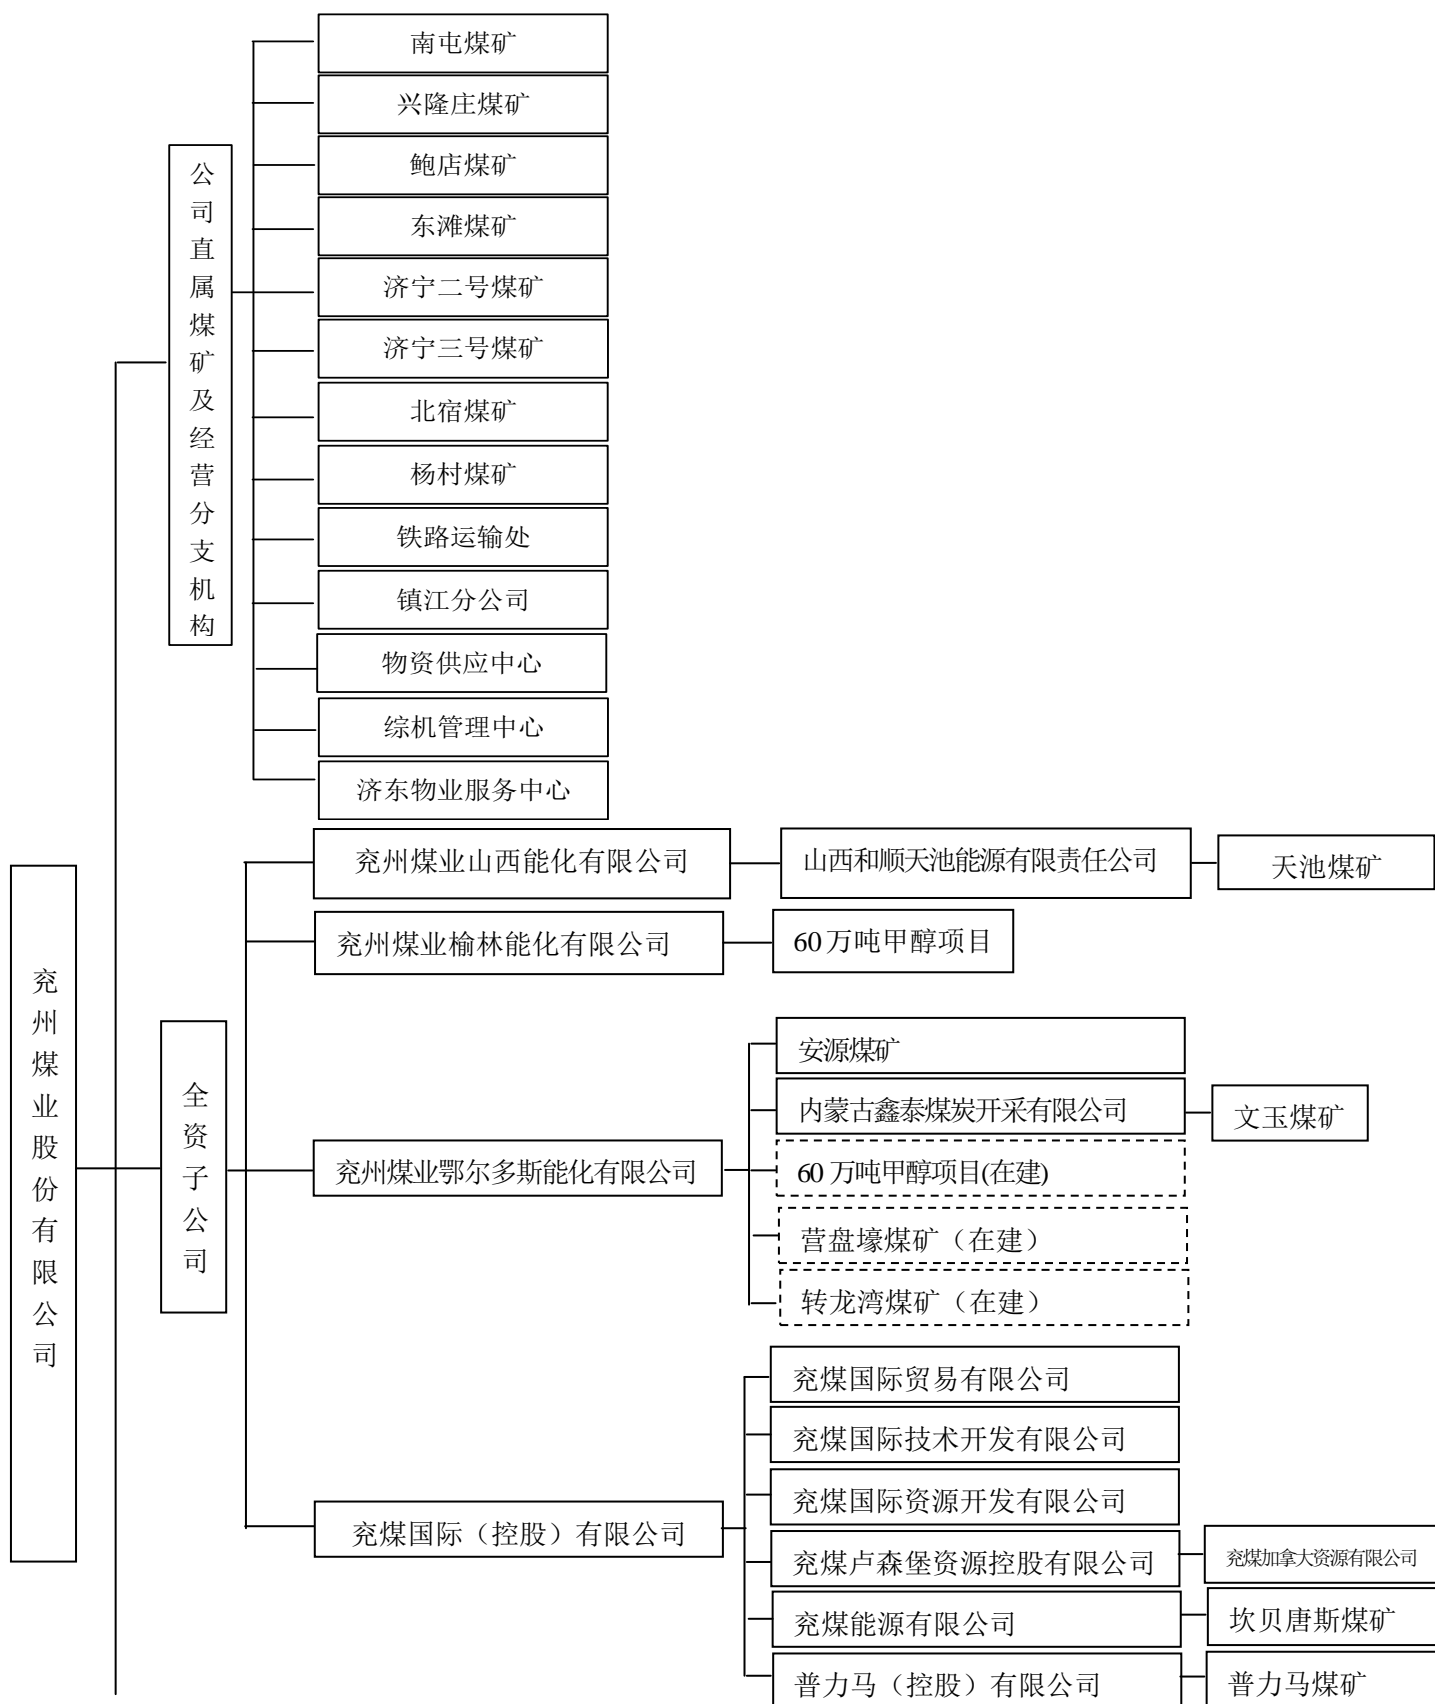 南屯煤矿
兴隆庄煤矿
鲍店煤矿
东滩煤矿
济宁二号煤矿
济宁三号煤矿
北宿煤矿
杨村煤矿
铁路运输处
镇江分公司
物资供应中心
综机管理中心
济东物业服务中心
公司直属煤矿及经营分支机构
兖州煤业股份有限公司
全资子公司
兖州煤业山西能化有限公司
山西和顺天池能源有限责任公司
天池煤矿
兖州煤业榆林能化有限公司
60万吨甲醇项目
兖州煤业鄂尔多斯能化有限公司
安源煤矿
内蒙古鑫泰煤炭开采有限公司
文玉煤矿
60万吨甲醇项目(在建)
营盘壕煤矿（在建）
转龙湾煤矿（在建）
兖煤国际（控股）有限公司
兖煤国际贸易有限公司
兖煤国际技术开发有限公司
兖煤国际资源开发有限公司
兖煤卢森堡资源控股有限公司
兖煤加拿大资源有限公司
兖煤能源有限公司
坎贝唐斯煤矿
普力马（控股）有限公司
普力马煤矿